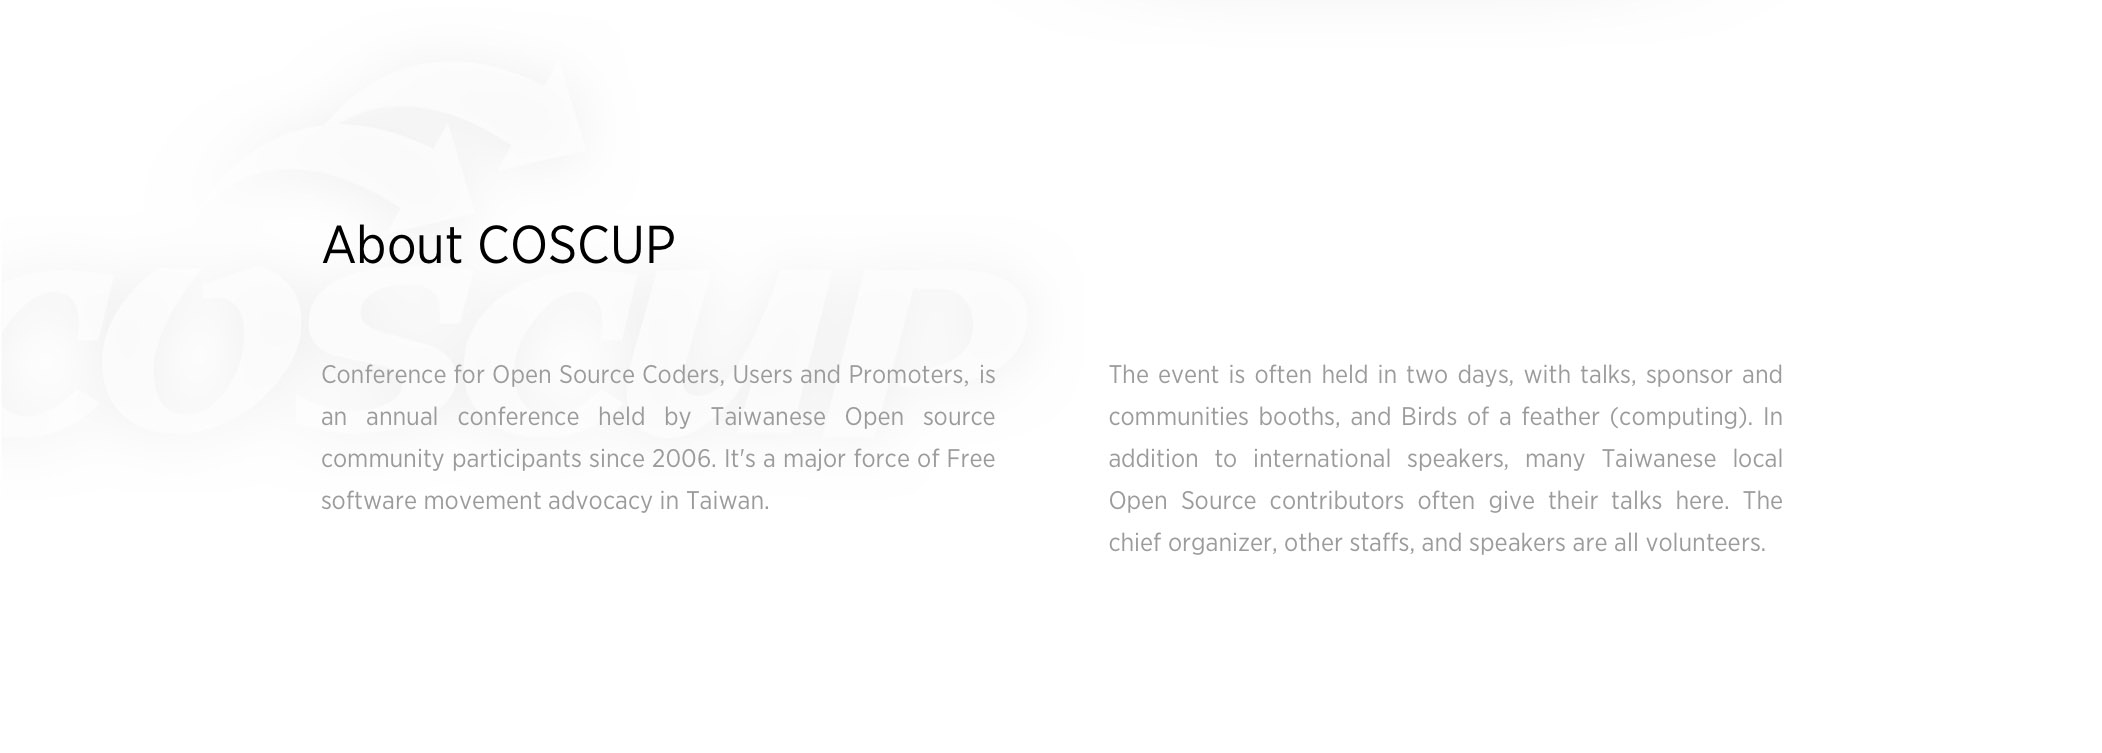 About COSCUP
COSCUP
Conference for Open Source Coders, Users and Promoters, is
an annual conference held by Taiwanese Open source
community participants since 2006. It's a major force of Free
software movement advocacy in Taiwan.
The event is often held in two days, with talks, sponsor and
communities booths, and Birds of a feather (computing). In
addition to international speakers, many Taiwanese local
Open Source contributors often give their talks here. The
chief organizer, other staffs, and speakers are all volunteers.